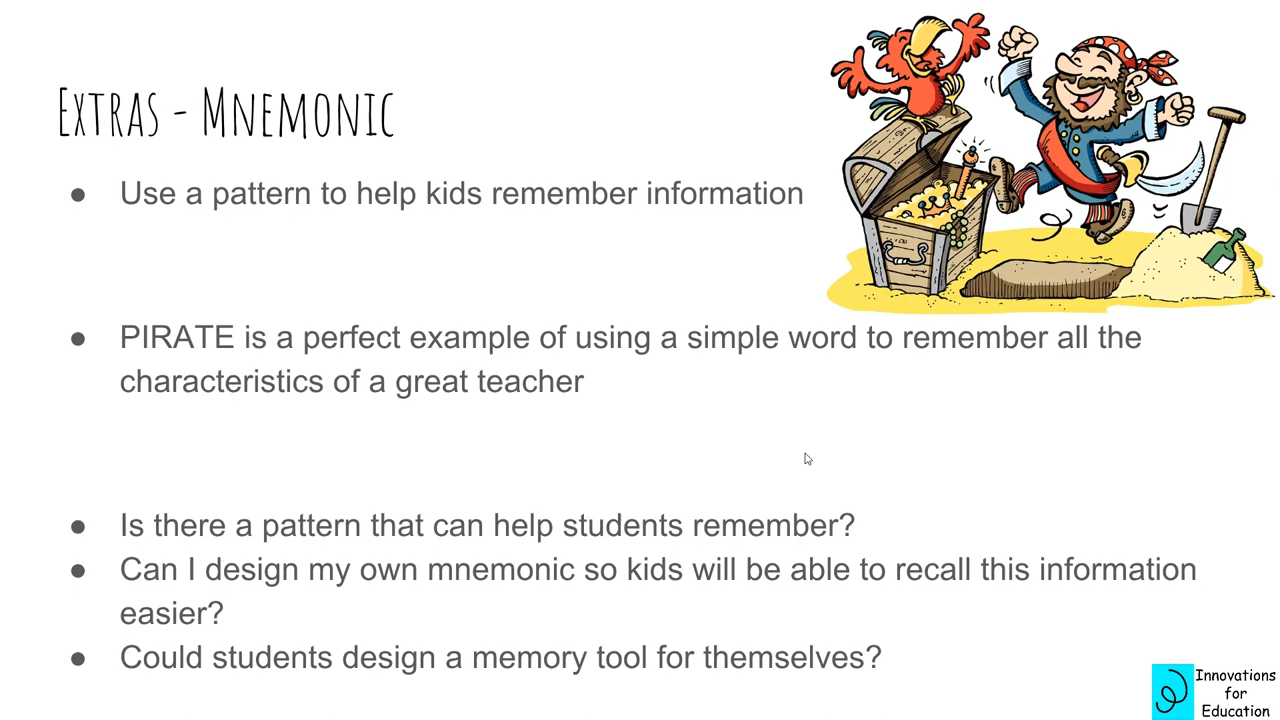 Extras - Mnemonic
● Use a pattern to help kids remember information
● PIRATE is a perfect example of using a simple word to remember all the
characteristics of a great teacher
● Is there a pattern that can help students remember?
● Can I design my own mnemonic so kids will be able to recall this information
easier?
● Could students design a memory tool for themselves?
Innovations
for
Education